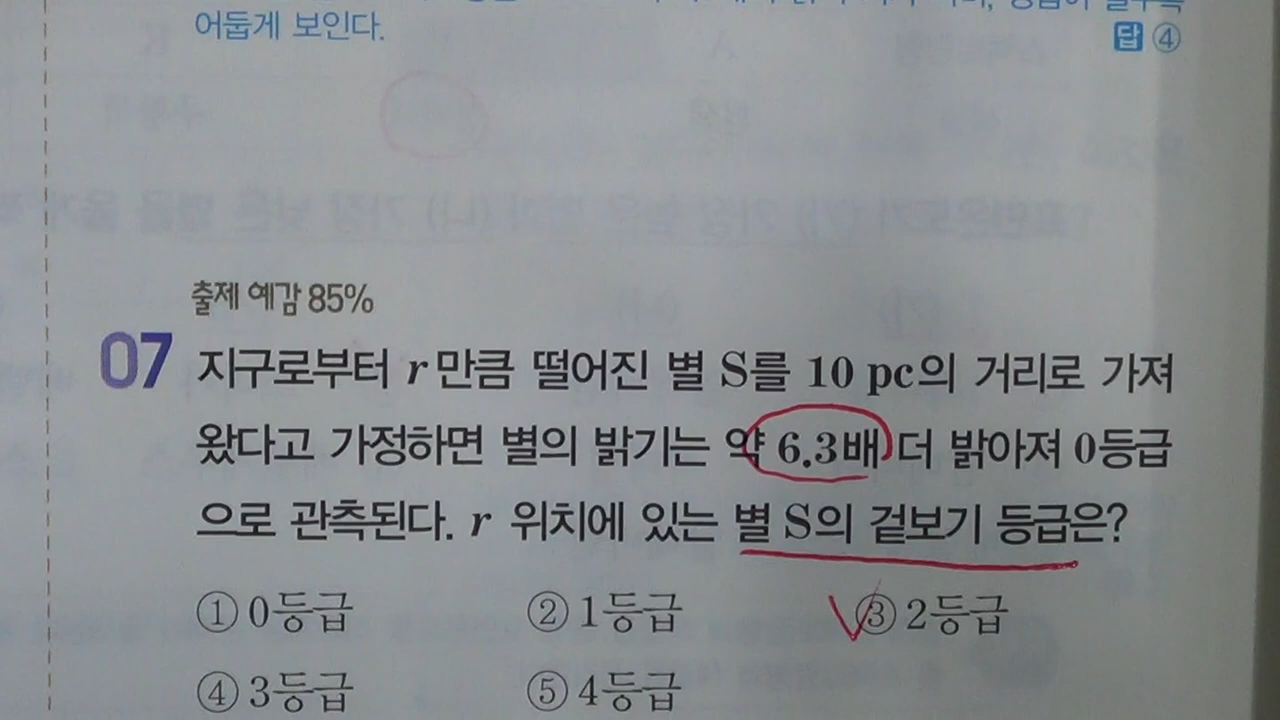 어둡게 보인다.
답 ④
출제 예감 85%
07 지구로부터 r만큼 떨어진 별 S를 10 pc의 거리로 가져
왔다고 가정하면 별의 밝기는 약 6.3배 더 밝아져 0등급
으로 관측된다. r 위치에 있는 별 S의 겉보기 등급은?
① 0등급 ② 1등급 ③ 2등급
④ 3등급 ⑤ 4등급